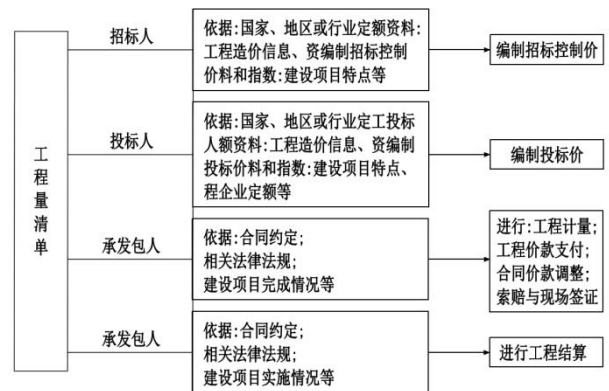 工程量清单
招标人
依据:国家、地区或行业定额资料:
工程造价信息、资编制招标控制
价料和指数:建设项目特点等
编制招标控制价
投标人
依据:国家、地区或行业定工投标
人额资料:工程造价信息、资编制
投标价料和指数:建设项目特点、
程企业定额等
编制投标价
承发包人
依据:合同约定;
相关法律法规;
建设项目完成情况等
进行:工程计量;
工程价款支付;
合同价款调整;
索赔与现场签证
承发包人
依据:合同约定;
相关法律法规;
建设项目实施情况等
进行工程结算